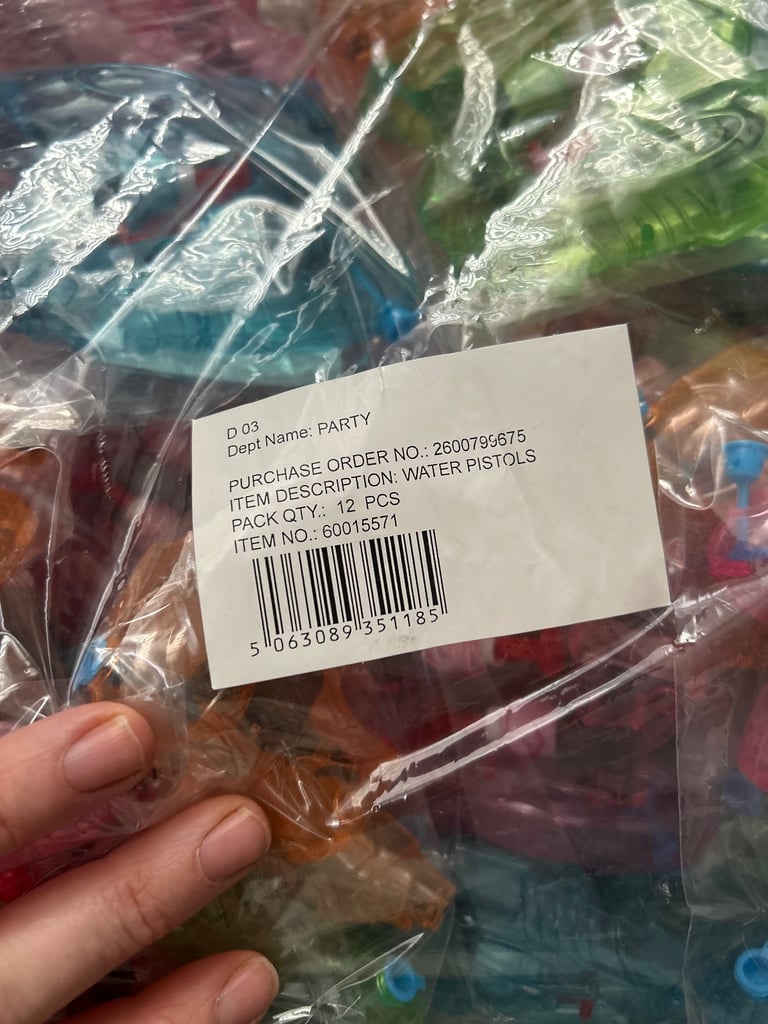 D 03
Dept Name: PARTY
PURCHASE ORDER NO.: 2600799675
ITEM DESCRIPTION: WATER PISTOLS
PACK QTY.: 12 PCS
ITEM NO.: 60015571
5 063089 351185